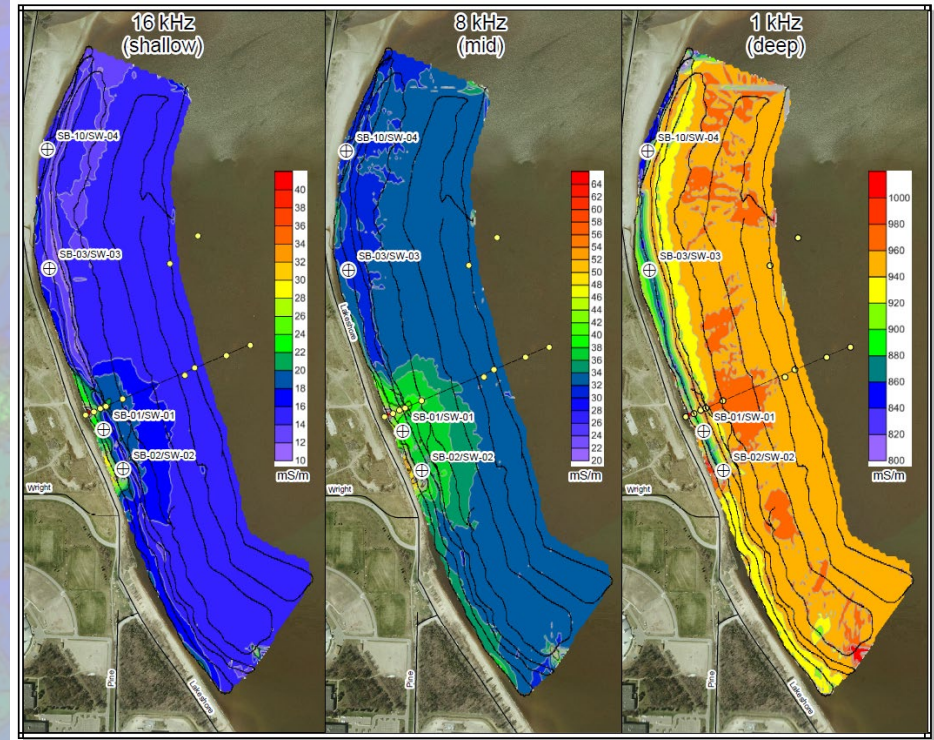 16 kHz
(shallow)
SB-10/SW-04
SB-03/SW-03
SB-01/SW-01
SB-02/SW-02
Wright
Pine
Lakeshore
40
38
36
34
32
30
28
26
24
22
20
18
16
14
12
10
mS/m
8 kHz
(mid)
SB-10/SW-04
SB-03/SW-03
Lakeshore
SB-01/SW-01
SB-02/SW-02
Wright
Pine
Lakeshore
64
62
60
58
56
54
52
50
48
46
44
42
40
38
36
34
32
30
28
26
24
22
20
mS/m
1 kHz
(deep)
SB-10/SW-04
SB-03/SW-03
SB-01/SW-01
SB-02/SW-02
Wright
Pine
Lakeshore
1000
980
960
940
920
900
880
860
840
820
800
mS/m